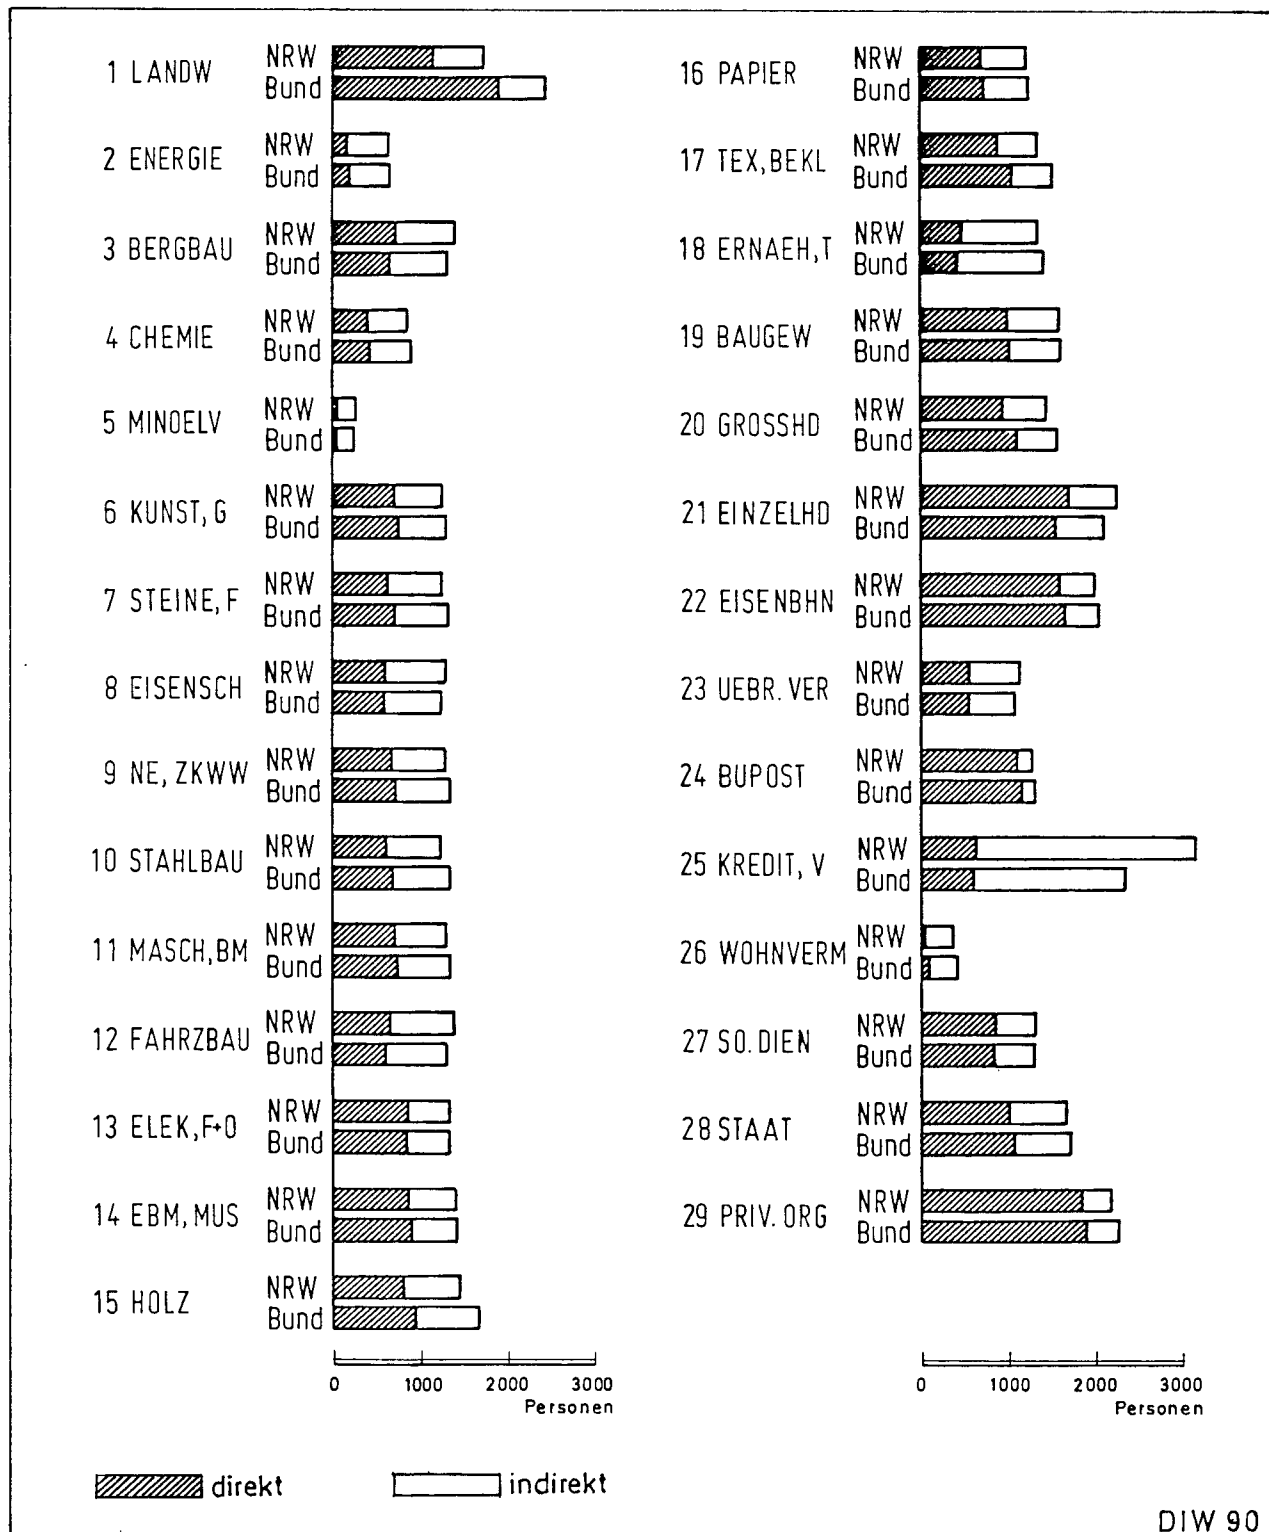 1 LANDW NRW
Bund
2 ENERGIE NRW
Bund
3 BERGBAU NRW
Bund
4 CHEMIE NRW
Bund
5 MINOELV NRW
Bund
6 KUNST, G NRW
Bund
7 STEINE, F NRW
Bund
8 EISENSCH NRW
Bund
9 NE, ZKWW NRW
Bund
10 STAHLBAU NRW
Bund
11 MASCH, BM NRW
Bund
12 FAHRZBAU NRW
Bund
13 ELEK, F+O NRW
Bund
14 EBM, MUS NRW
Bund
15 HOLZ NRW
Bund
0 1000 2000 3000
Personen
16 PAPIER NRW
Bund
17 TEX, BEKL NRW
Bund
18 ERNAEH, T NRW
Bund
19 BAUGEW NRW
Bund
20 GROSSHD NRW
Bund
21 EINZELHD NRW
Bund
22 EISENBHN NRW
Bund
23 UEBR. VER NRW
Bund
24 BUPOST NRW
Bund
25 KREDIT, V NRW
Bund
26 WOHNVERM NRW
Bund
27 SO. DIEN NRW
Bund
28 STAAT NRW
Bund
29 PRIV. ORG NRW
Bund
0 1000 2000 3000
Personen
direkt indirekt
DIW 90